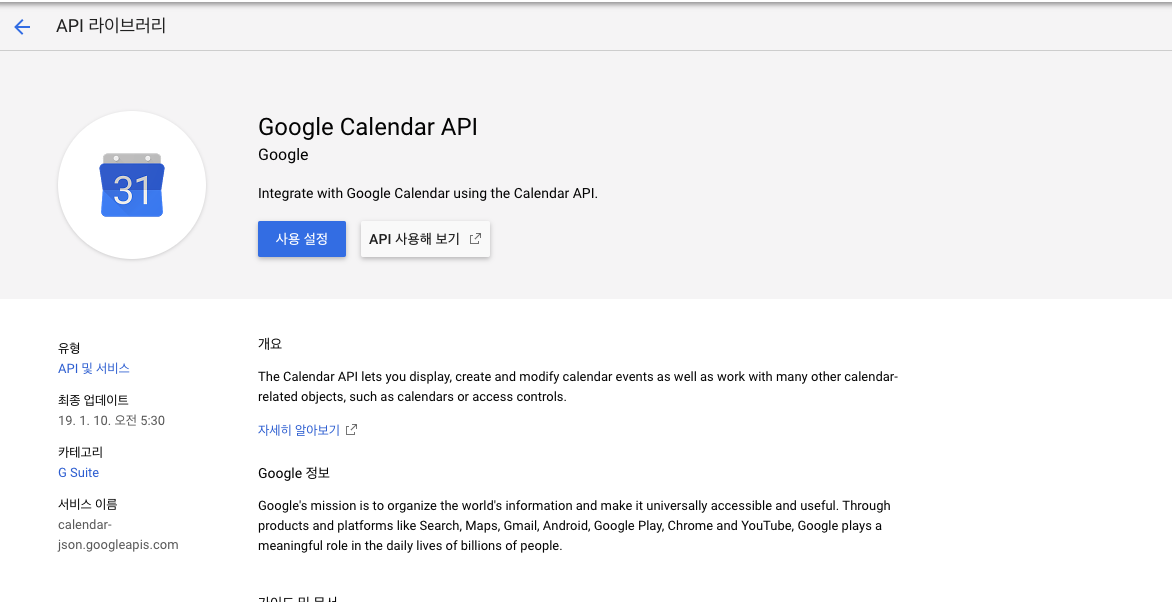 API 라이브러리
31
Google Calendar API
Google
Integrate with Google Calendar using the Calendar API.
사용 설정
API 사용해 보기
유형
API 및 서비스
최종 업데이트
19. 1. 10. 오전 5:30
카테고리
G Suite
서비스 이름
calendar-
json.googleapis.com
개요
The Calendar API lets you display, create and modify calendar events as well as work with many other calendar-
related objects, such as calendars or access controls.
자세히 알아보기
Google 정보
Google's mission is to organize the world's information and make it universally accessible and useful. Through
products and platforms like Search, Maps, Gmail, Android, Google Play, Chrome and YouTube, Google plays a
meaningful role in the daily lives of billions of people.
가이드 및 문서